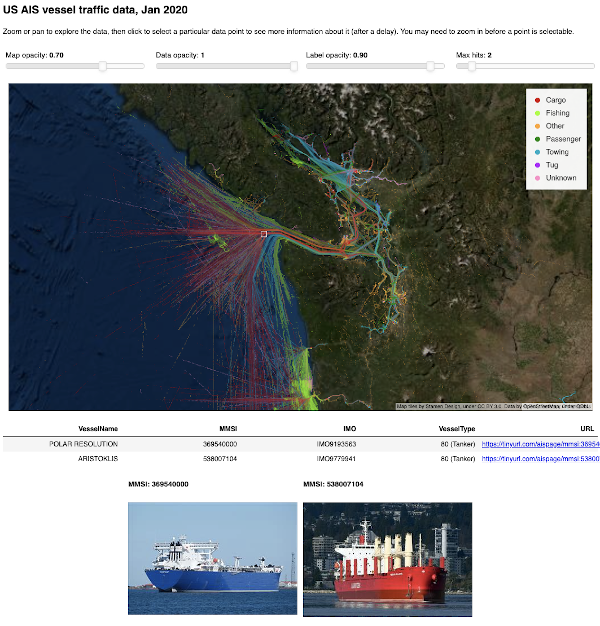 US AIS vessel traffic data, Jan 2020
Zoom or pan to explore the data, then click to select a particular data point to see more information about it (after a delay). You may need to zoom in before a point is selectable.
Map opacity: 0.70 Data opacity: 1 Label opacity: 0.90 Max hits: 2
Cargo
Fishing
Other
Passenger
Towing
Tug
Unknown
Map tiles by Stamen Design, under CC BY 3.0. Data by OpenStreetMap, under ODbL.
VesselName MMSI IMO VesselType URL
POLAR RESOLUTION 369540000 IMO9193563 80 (Tanker) https://tinyurl.com/aispage/mmsi:36954
ARISTOKLIS 538007104 IMO9779941 80 (Tanker) https://tinyurl.com/aispage/mmsi:53800
MMSI: 369540000 MMSI: 538007104